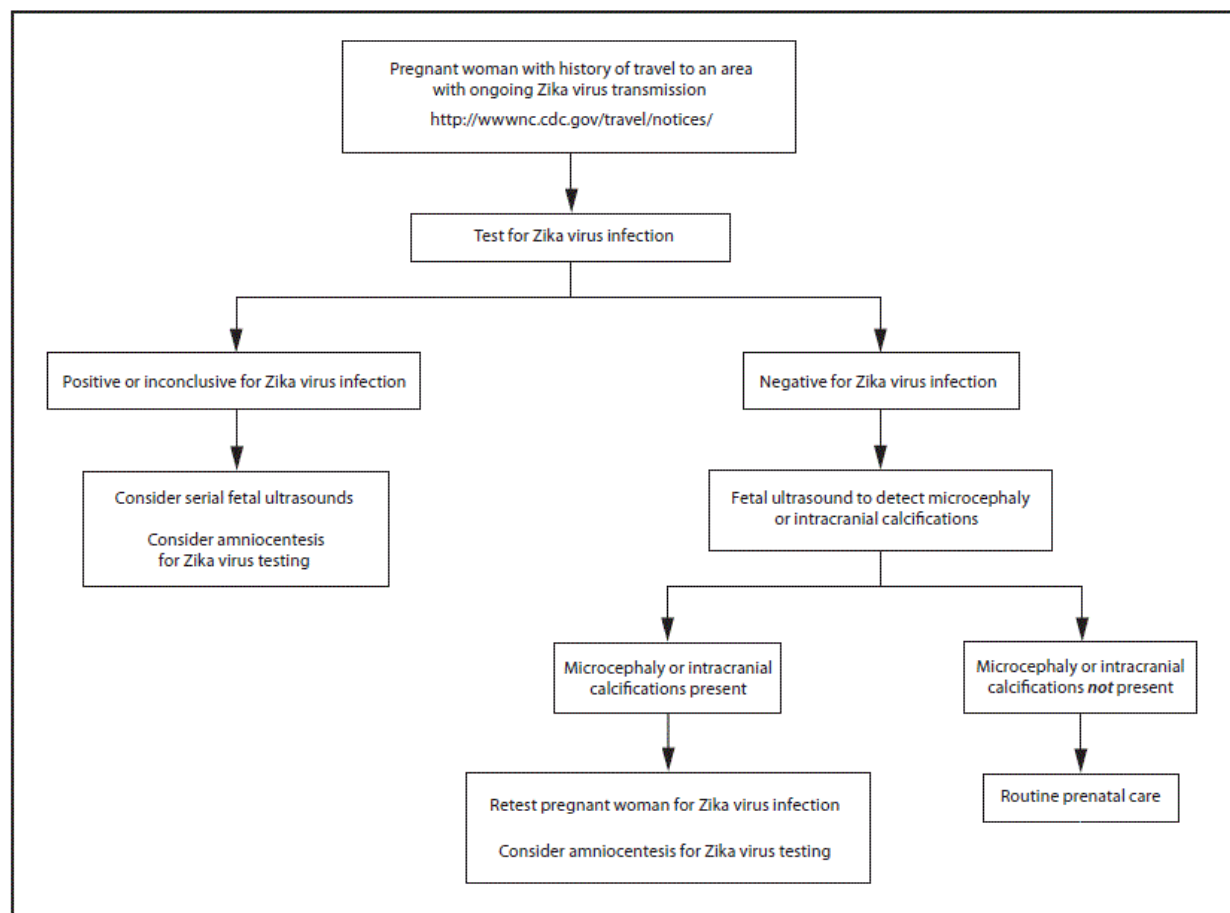 Pregnant woman with history of travel to an area
with ongoing Zika virus transmission
http://wwwnc.cdc.gov/travel/notices/
Test for Zika virus infection
Positive or inconclusive for Zika virus infection
Negative for Zika virus infection
Consider serial fetal ultrasounds
Consider amniocentesis
for Zika virus testing
Fetal ultrasound to detect microcephaly
or intracranial calcifications
Microcephaly or intracranial
calcifications present
Microcephaly or intracranial
calcifications not present
Retest pregnant woman for Zika virus infection
Consider amniocentesis for Zika virus testing
Routine prenatal care